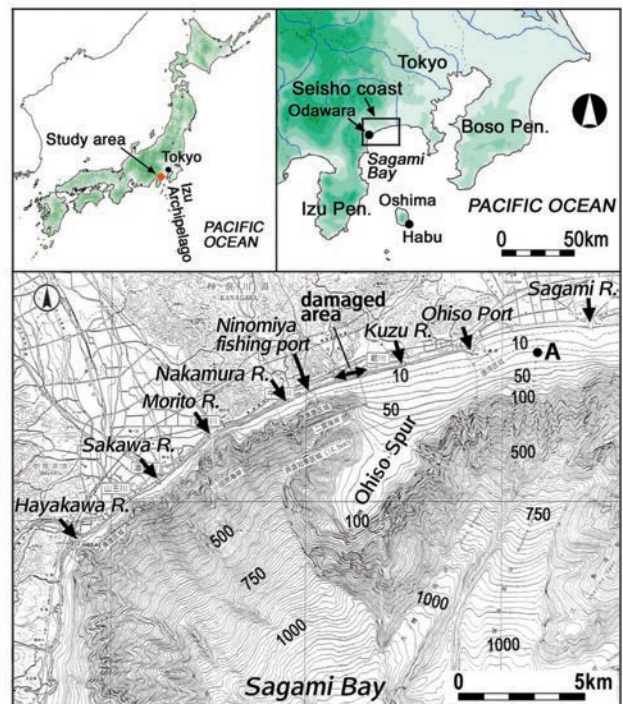 Study area
Tokyo
Izu
Archipelago
PACIFIC
OCEAN
Tokyo
Seisho coast
Odawara
Boso Pen.
Sagami
Bay
Oshima
Izu Pen.
PACIFIC OCEAN
Habu
0 50km
Sagami R.
damaged
area
Ohiso Port
Ninomiya
fishing port
Kuzu R.
10
A
Nakamura R.
10
50
50
100
Morito R.
500
Sakawa R.
Ohiso Spur
Hayakawa R.
100
750
500
750
1000
1000
1000
Sagami Bay
0 5km